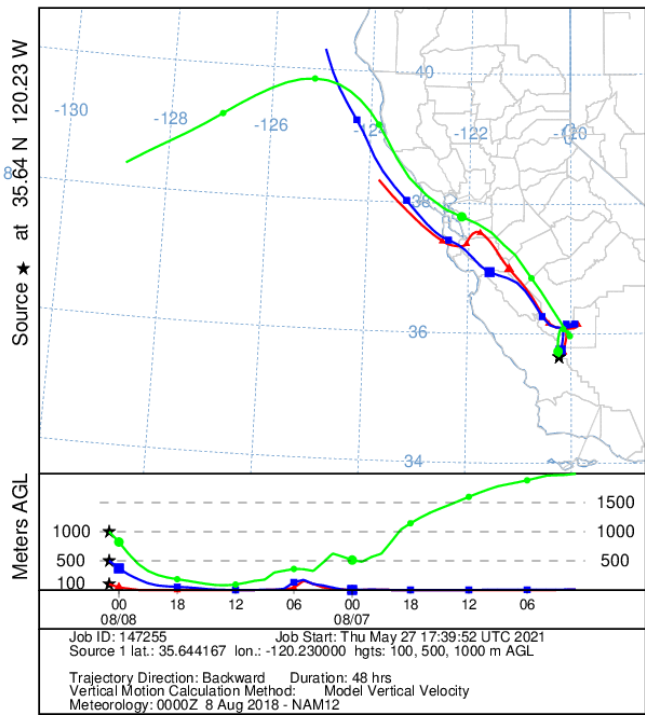 40
-130
-128
-126
-124
-122
-120
8
38
36
34
Source ★ at 35.64 N 120.23 W
Meters AGL
1500
1000
1000
500
500
100
00 18 12 06 00 18 12 06
08/08 08/07
Job ID: 147255 Job Start: Thu May 27 17:39:52 UTC 2021
Source 1 lat.: 35.644167 lon.: -120.230000 hgts: 100, 500, 1000 m AGL
Trajectory Direction: Backward Duration: 48 hrs
Vertical Motion Calculation Method: Model Vertical Velocity
Meteorology: 0000Z 8 Aug 2018 - NAM12